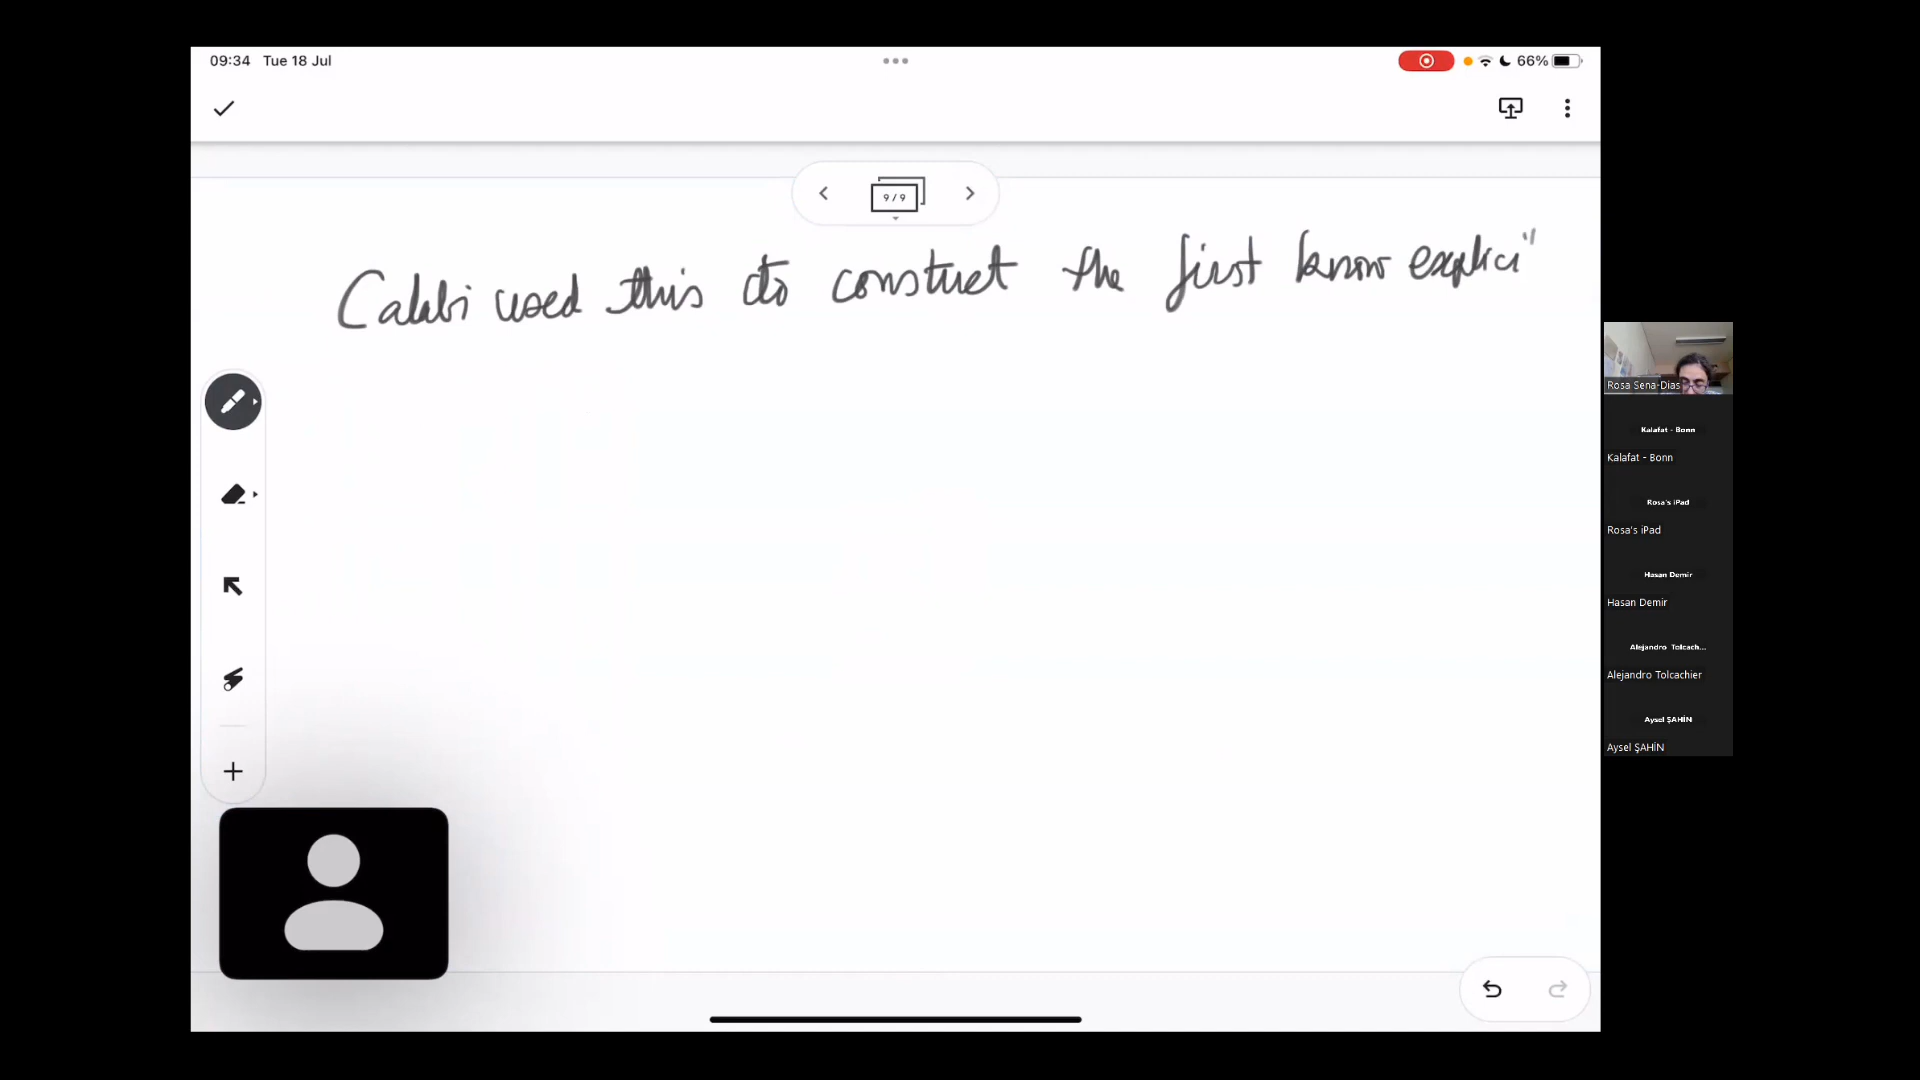 09:34 Tue 18 Jul
66%
9/9
Calabi used this to construct the first know explici
Rosa Sena-Dias
Kalafat - Bonn
Kalafat - Bonn
Rosa's iPad
Rosa's iPad
Hasan Demir
Hasan Demir
Alejandro Tolcach...
Alejandro Tolcachier
Aysel ŞAHİN
Aysel ŞAHİN